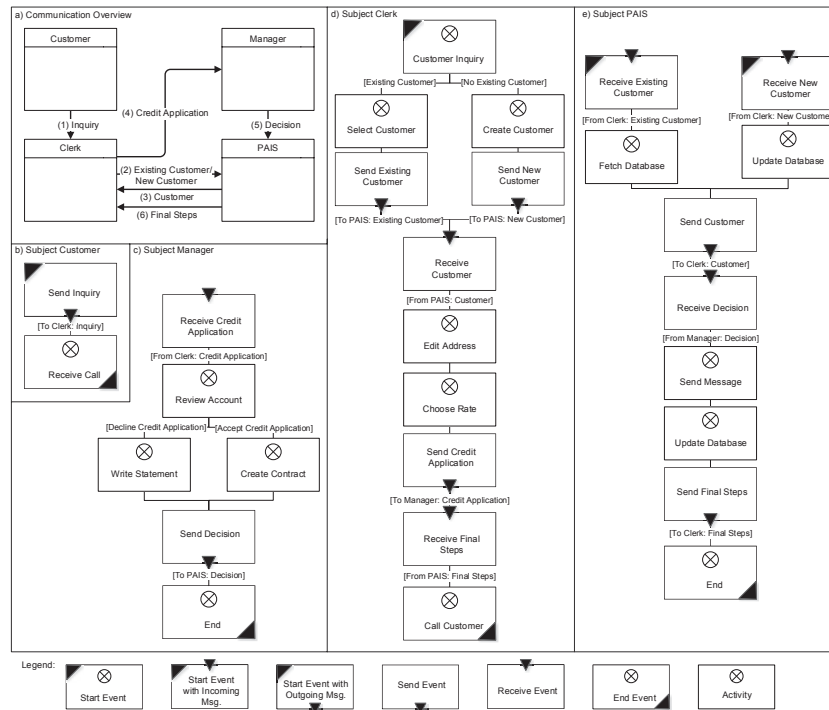 a) Communication Overview
Customer
Manager
(4) Credit Application
(1) Inquiry
(5) Decision
Clerk
PAIS
(2) Existing Customer/
New Customer
(3) Customer
(6) Final Steps
b) Subject Customer
Send Inquiry
[To Clerk: Inquiry]
Receive Call
c) Subject Manager
Receive Credit
Application
[From Clerk: Credit Application]
Review Account
[Decline Credit Application]
[Accept Credit Application]
Write Statement
Create Contract
Send Decision
[To PAIS: Decision]
End
d) Subject Clerk
Customer Inquiry
[Existing Customer]
[No Existing Customer]
Select Customer
Create Customer
Send Existing
Customer
Send New
Customer
[To PAIS: Existing Customer]
[To PAIS: New Customer]
Receive
Customer
[From PAIS: Customer]
Edit Address
Choose Rate
Send Credit
Application
[To Manager: Credit Application]
Receive Final
Steps
[From PAIS: Final Steps]
Call Customer
e) Subject PAIS
Receive Existing
Customer
Receive New
Customer
[From Clerk: Existing Customer]
[From Clerk: New Customer]
Fetch Database
Update Database
Send Customer
[To Clerk: Customer]
Receive Decision
[From Manager: Decision]
Send Message
Update Database
Send Final Steps
[To Clerk: Final Steps]
End
Legend:
Start Event
Start Event
with Incoming
Msg.
Start Event with
Outgoing Msg.
Send Event
Receive Event
End Event
Activity